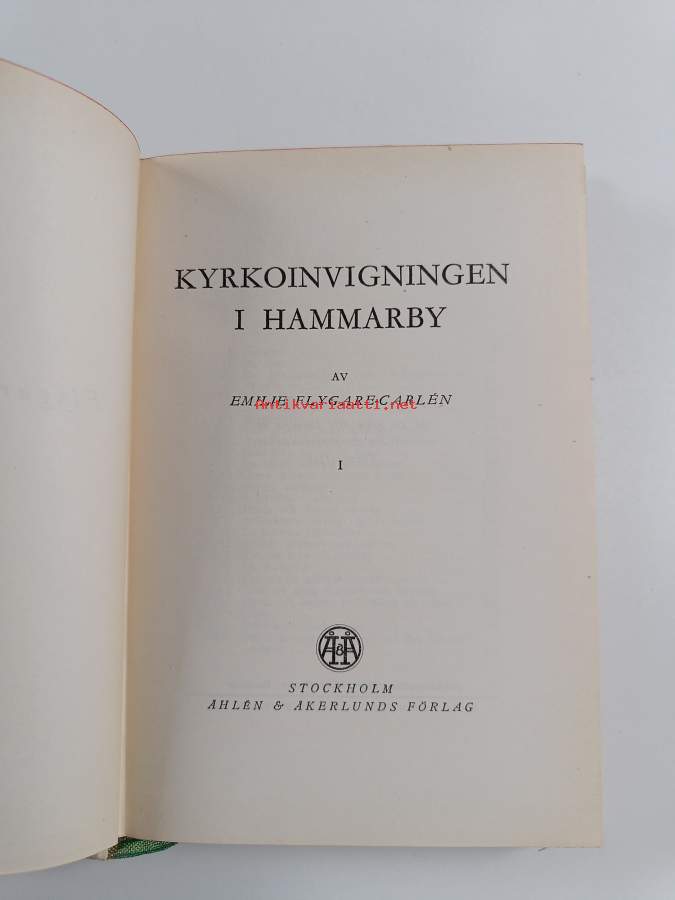 KYRKOINVIGNINGEN
I HAMMARBY
AV
EMILIE FLYGARE-CARLÉN
Antikvariaatti.net
I
Å&Å
STOCKHOLM
ÅHLÉN & ÅKERLUNDS FÖRLAG